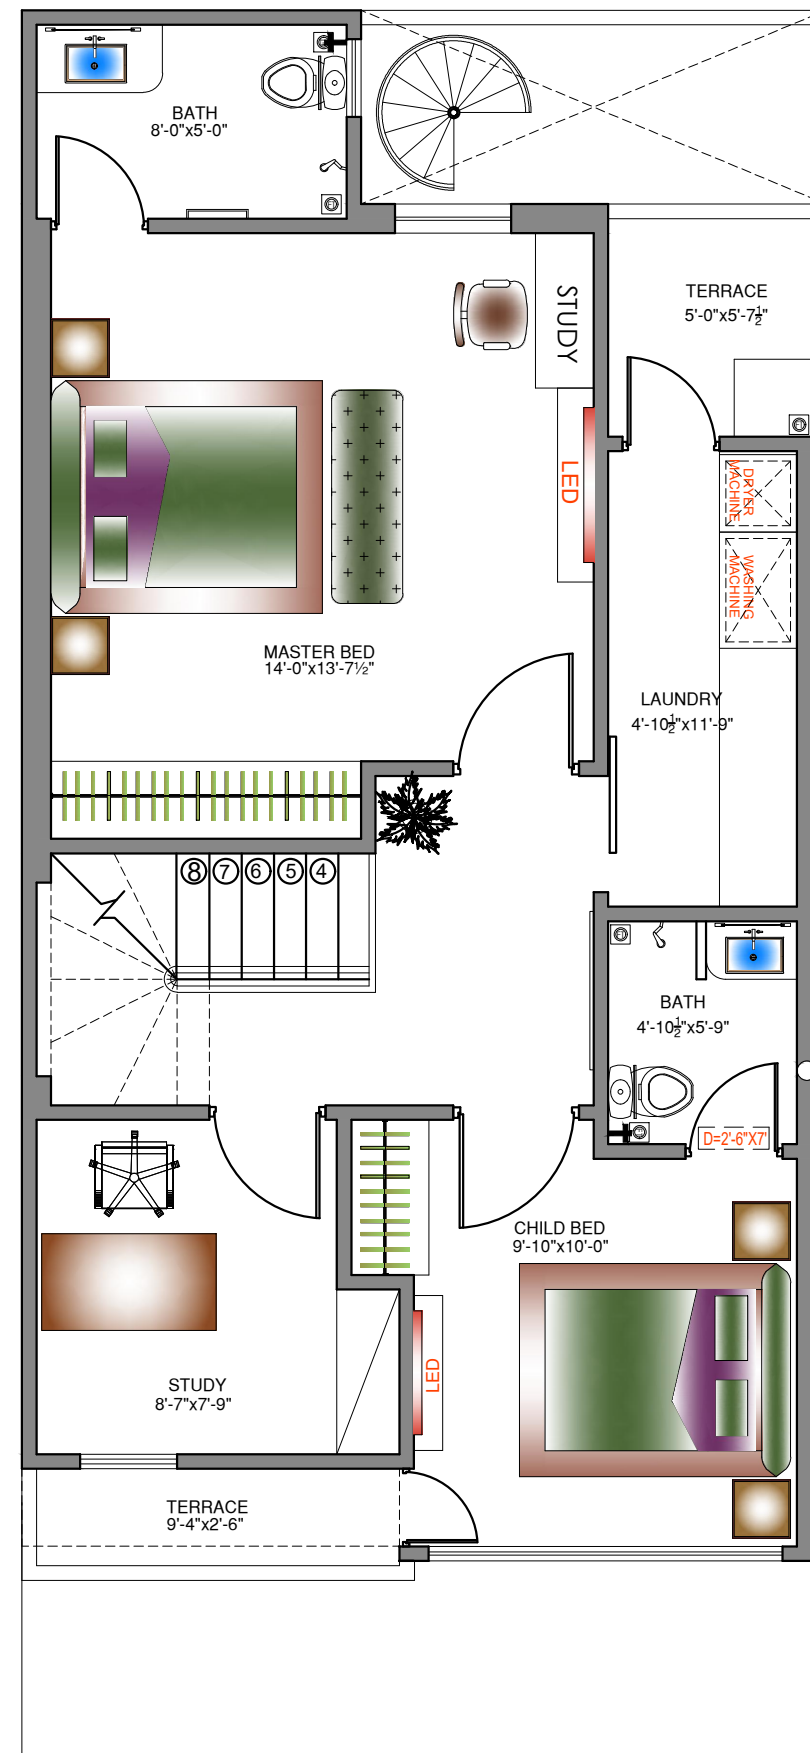 BATH
8'-0"x5'-0"
TERRACE
5'-0"x5'-7½"
STUDY
LED
DRYER
MACHINE
WASHING
MACHINE
MASTER BED
14'-0"x13'-7½"
LAUNDRY
4'-10½"x11'-9"
8 7 6 5 4
BATH
4'-10½"x5'-9"
D=2'-6"X7'
CHILD BED
9'-10"x10'-0"
LED
STUDY
8'-7"x7'-9"
TERRACE
9'-4"x2'-6"